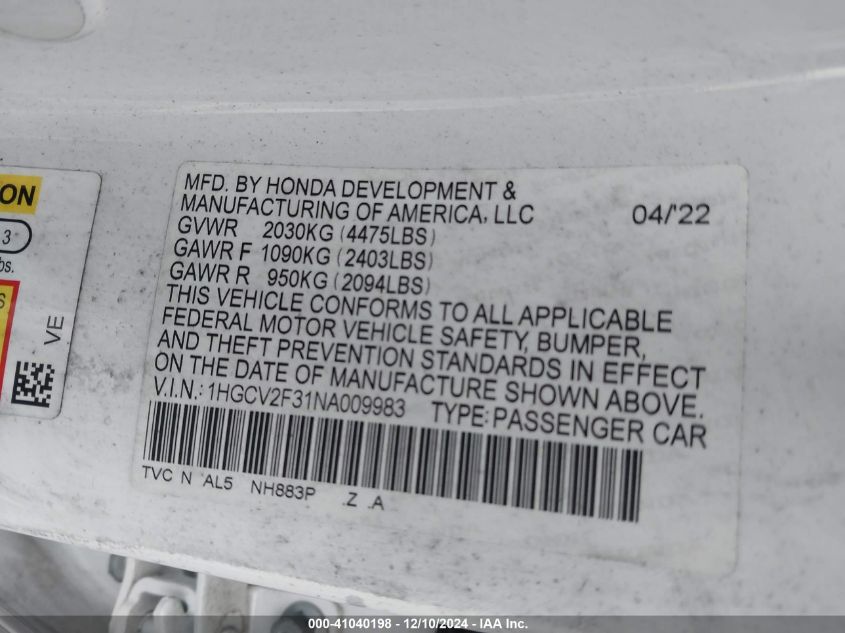 ON
3*
bs.
S
VE
MFD. BY HONDA DEVELOPMENT &
MANUFACTURING OF AMERICA, LLC 04/'22
GVWR 2030KG (4475LBS)
GAWR F 1090KG (2403LBS)
GAWR R 950KG (2094LBS)
THIS VEHICLE CONFORMS TO ALL APPLICABLE
FEDERAL MOTOR VEHICLE SAFETY, BUMPER,
AND THEFT PREVENTION STANDARDS IN EFFECT
ON THE DATE OF MANUFACTURE SHOWN ABOVE.
V.I.N.: 1HGCV2F31NA009983 TYPE: PASSENGER CAR
TVC N AL5 NH883P .Z .A
000-41040198 - 12/10/2024 - IAA Inc.